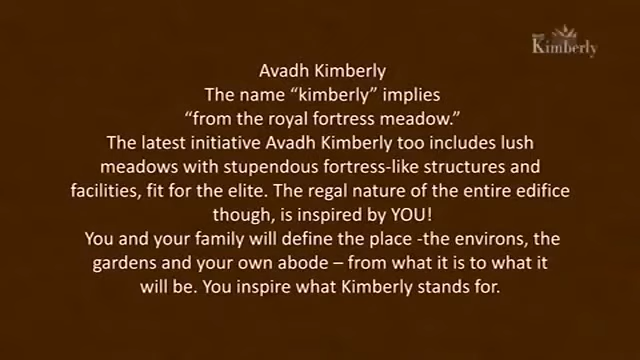 Kimberly
Avadh Kimberly
The name “kimberly” implies
“from the royal fortress meadow.”
The latest initiative Avadh Kimberly too includes lush
meadows with stupendous fortress-like structures and
facilities, fit for the elite. The regal nature of the entire edifice
though, is inspired by YOU!
You and your family will define the place -the environs, the
gardens and your own abode – from what it is to what it
will be. You inspire what Kimberly stands for.